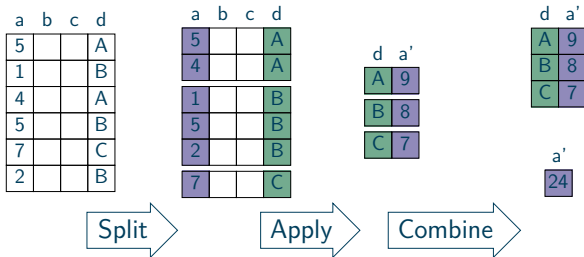 a b c d
5 A
1 B
4 A
5 B
7 C
2 B
a b c d
5 A
4 A
1 B
5 B
2 B
7 C
d a'
A 9
B 8
C 7
d a'
A 9
B 8
C 7
a'
24
Split
Apply
Combine